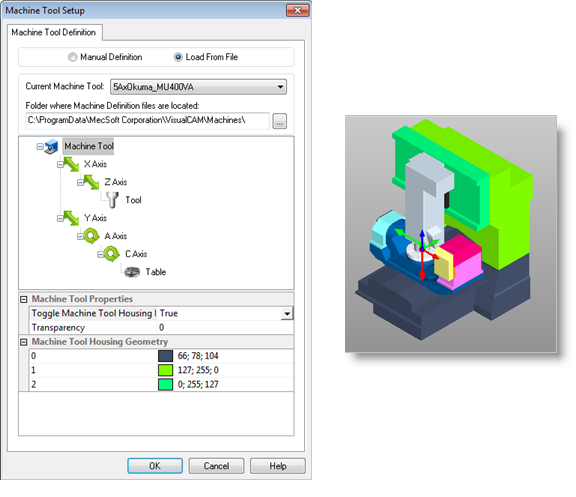 Machine Tool Setup
Machine Tool Definition
Manual Definition Load From File
Current Machine Tool: 5AxOkuma_MU400VA
Folder where Machine Definition files are located:
C:\ProgramData\MecSoft Corporation\VisualCAM\Machines\ ...
Machine Tool
X Axis
Z Axis
Tool
Y Axis
A Axis
C Axis
Table
Machine Tool Properties
Toggle Machine Tool Housing True
Transparency 0
Machine Tool Housing Geometry
0 66; 78; 104
1 127; 255; 0
2 0; 255; 127
OK Cancel Help